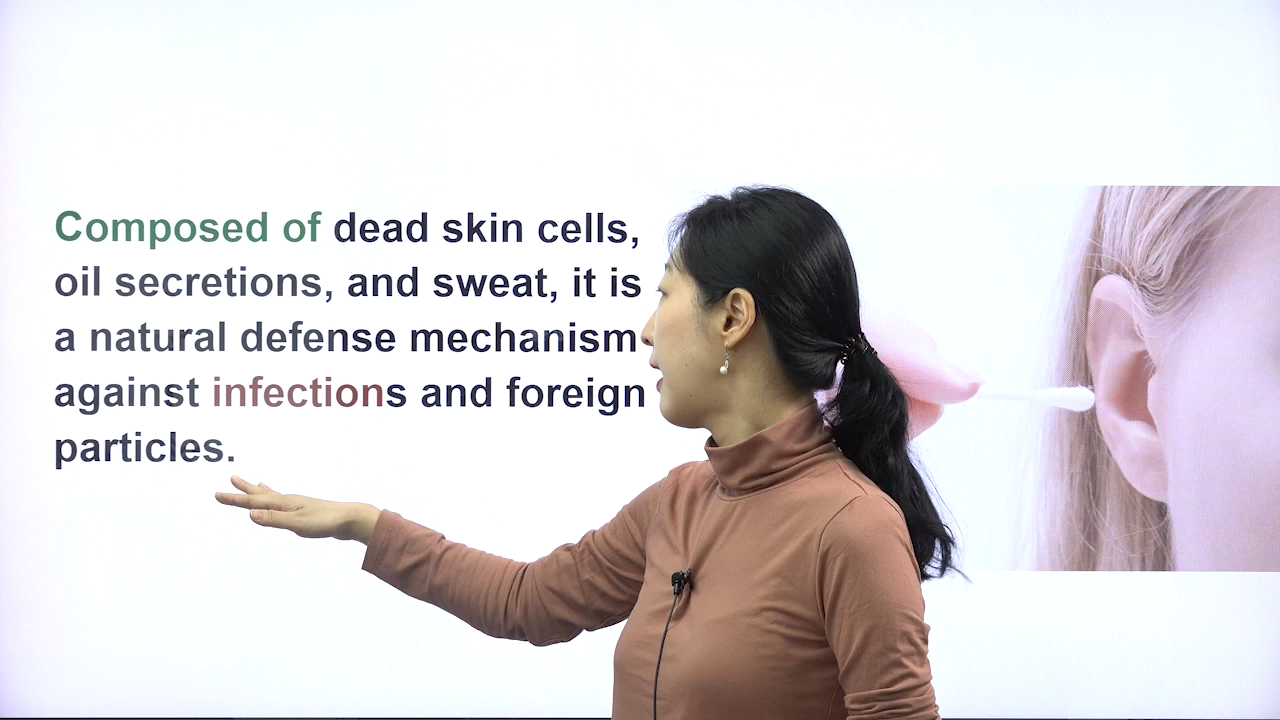 Composed of dead skin cells,
oil secretions, and sweat, it is
a natural defense mechanism
against infections and foreign
particles.